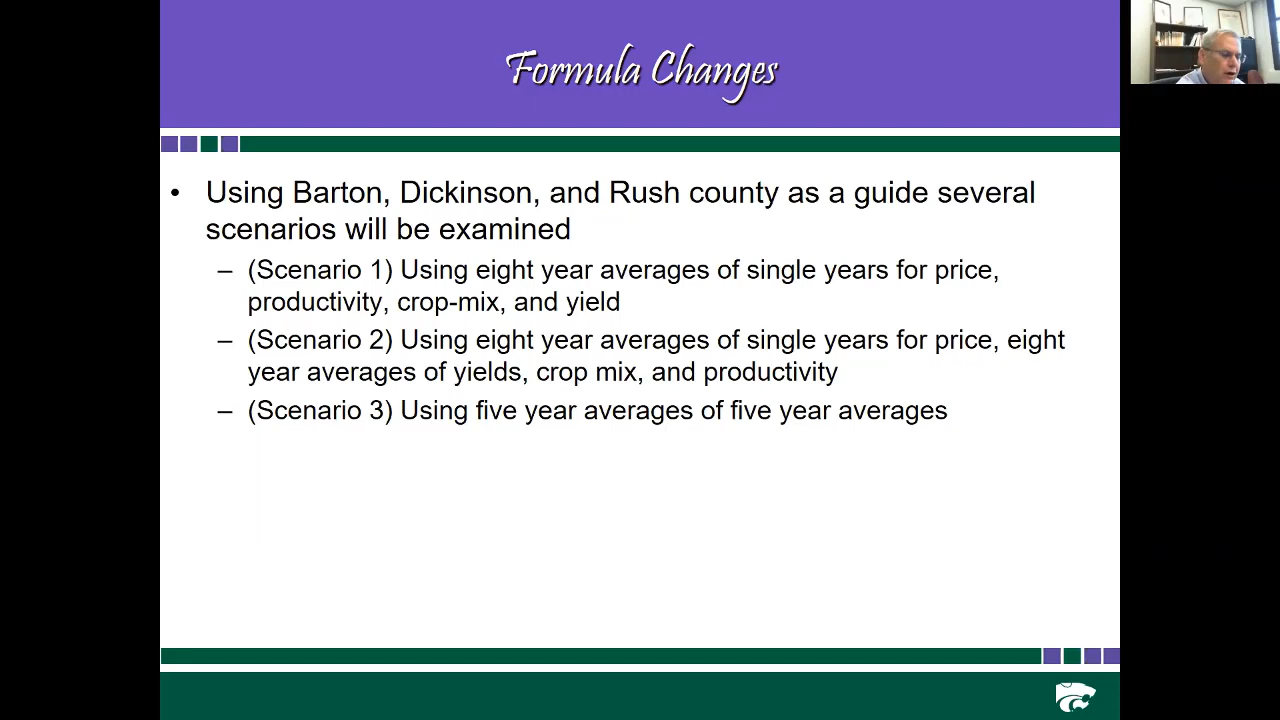 Formula Changes
• Using Barton, Dickinson, and Rush county as a guide several
scenarios will be examined
– (Scenario 1) Using eight year averages of single years for price,
productivity, crop-mix, and yield
– (Scenario 2) Using eight year averages of single years for price, eight
year averages of yields, crop mix, and productivity
– (Scenario 3) Using five year averages of five year averages